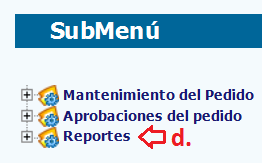 SubMenú
Mantenimiento del Pedido
Aprobaciones del pedido
Reportes d.